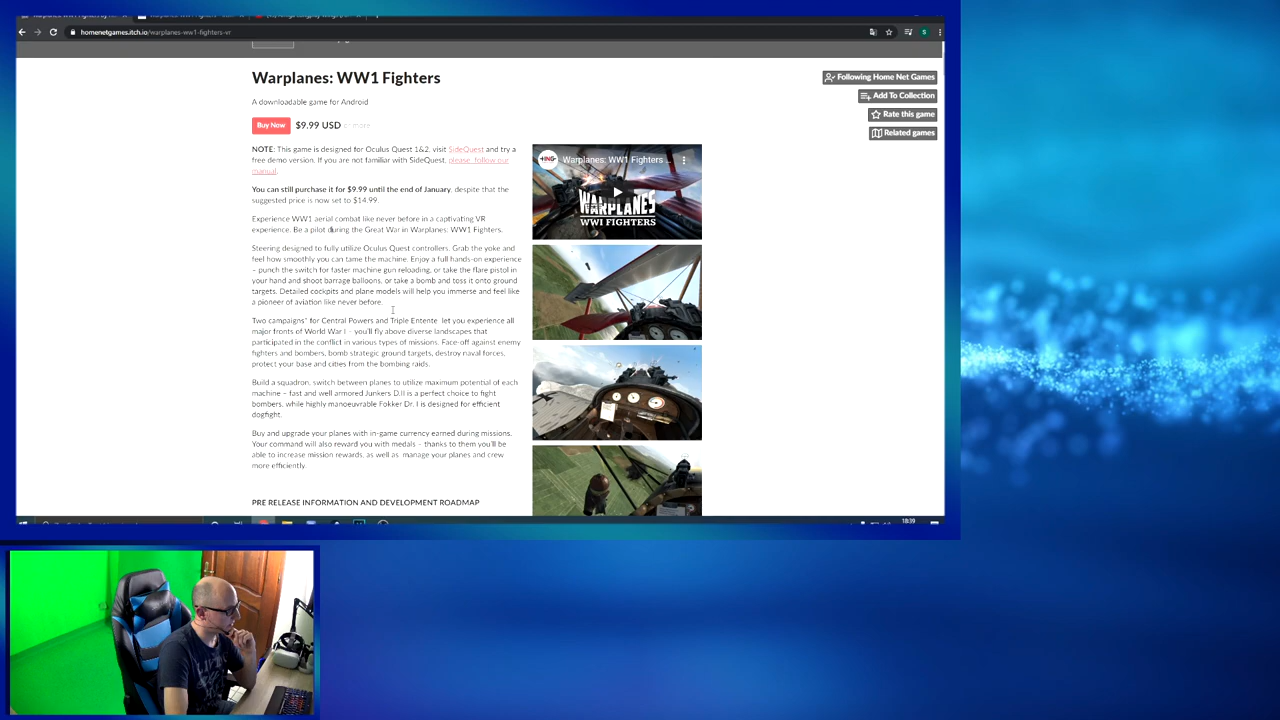 homenetgames.itch.io/warplanes-ww1-fighters-vr
Warplanes: WW1 Fighters
Following Home Net Games
Add To Collection
Rate this game
Related games
A downloadable game for Android
Buy Now $9.99 USD or more
NOTE: This game is designed for Oculus Quest 1&2, visit SideQuest and try a
free demo version. If you are not familiar with SideQuest, please follow our
manual.
You can still purchase it for $9.99 until the end of January, despite that the
suggested price is now set to $14.99.
Experience WW1 aerial combat like never before in a captivating VR
experience. Be a pilot during the Great War in Warplanes: WW1 Fighters.
Steering designed to fully utilize Oculus Quest controllers. Grab the yoke and
feel how smoothly you can tame the machine. Enjoy a full hands-on experience
– punch the switch for faster machine gun reloading, or take the flare pistol in
your hand and shoot barrage balloons, or take a bomb and toss it onto ground
targets. Detailed cockpits and plane models will help you immerse and feel like
a pioneer of aviation like never before.
Two campaigns* for Central Powers and Triple Entente let you experience all
major fronts of World War I – you'll fly above diverse landscapes that
participated in the conflict in various types of missions. Face-off against enemy
fighters and bombers, bomb strategic ground targets, destroy naval forces,
protect your base and cities from the bombing raids.
Build a squadron, switch between planes to utilize maximum potential of each
machine – fast and well armored Junkers D.II is a perfect choice to fight
bombers, while highly manoeuvrable Fokker Dr. I is designed for efficient
dogfight.
Buy and upgrade your planes with in-game currency earned during missions.
Your command will also reward you with medals – thanks to them you'll be
able to increase mission rewards, as well as manage your planes and crew
more efficiently.
PRE RELEASE INFORMATION AND DEVELOPMENT ROADMAP
Warplanes: WW1 Fighters ...
WARPLANES
WWI FIGHTERS
18:39